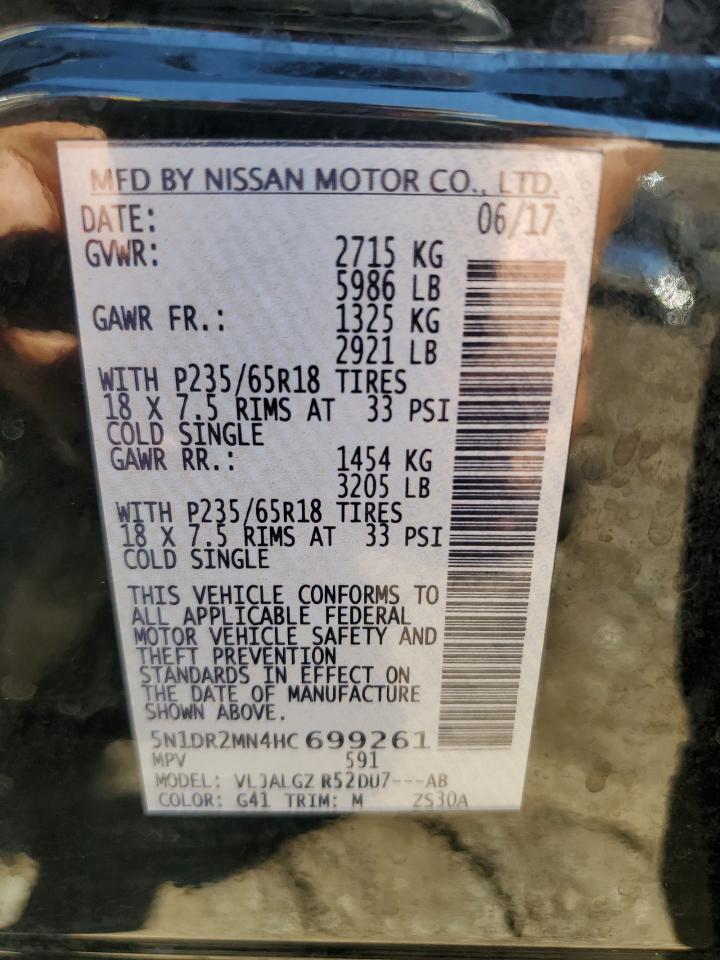 MFD BY NISSAN MOTOR CO., LTD.
DATE: 06/17
GVWR: 2715 KG
5986 LB
GAWR FR.: 1325 KG
2921 LB
WITH P235/65R18 TIRES
18 X 7.5 RIMS AT 33 PSI
COLD SINGLE
GAWR RR.: 1454 KG
3205 LB
WITH P235/65R18 TIRES
18 X 7.5 RIMS AT 33 PSI
COLD SINGLE
THIS VEHICLE CONFORMS TO
ALL APPLICABLE FEDERAL
MOTOR VEHICLE SAFETY AND
THEFT PREVENTION
STANDARDS IN EFFECT ON
THE DATE OF MANUFACTURE
SHOWN ABOVE.
5N1DR2MN4HC 699261
MPV 591
MODEL: VLJALGZ R52DU7---AB
COLOR: G41 TRIM: M ZS30A